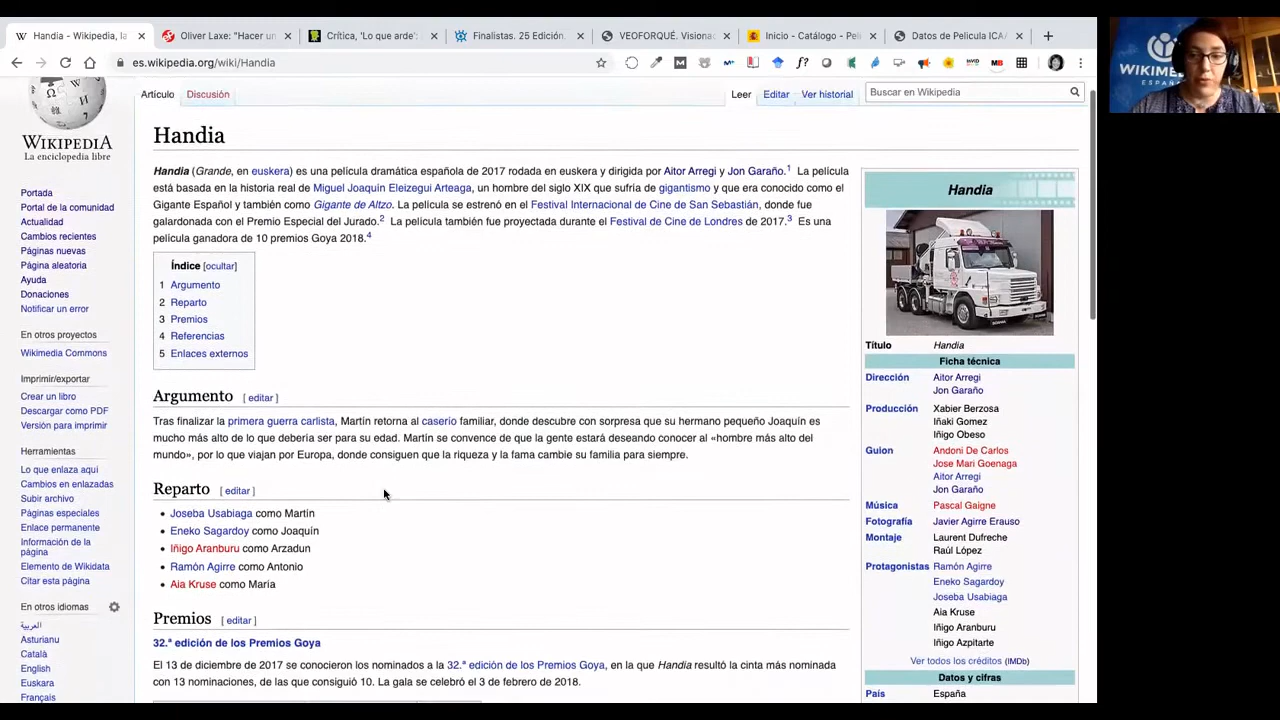 Handia - Wikipedia, la
Oliver Laxe: "Hacer un
Crítica, 'Lo que arde':
Finalistas. 25 Edición.
VEOFORQUÉ. Visionad
Inicio - Catálogo - Pelí
Datos de Película ICA
es.wikipedia.org/wiki/Handia
WIKIPEDIA
La enciclopedia libre
Portada
Portal de la comunidad
Actualidad
Cambios recientes
Páginas nuevas
Página aleatoria
Ayuda
Donaciones
Notificar un error
En otros proyectos
Wikimedia Commons
Imprimir/exportar
Crear un libro
Descargar como PDF
Versión para imprimir
Herramientas
Lo que enlaza aquí
Cambios en enlazadas
Subir archivo
Páginas especiales
Enlace permanente
Información de la
página
Elemento de Wikidata
Citar esta página
En otros idiomas
العربية
Asturianu
Català
English
Euskara
Français
Artículo Discusión
Leer Editar Ver historial
Buscar en Wikipedia
Handia
Handia (Grande, en euskera) es una película dramática española de 2017 rodada en euskera y dirigida por Aitor Arregi y Jon Garaño.1 La película
está basada en la historia real de Miguel Joaquín Eleizegui Arteaga, un hombre del siglo XIX que sufría de gigantismo y que era conocido como el
Gigante Español y también como Gigante de Altzo. La película se estrenó en el Festival Internacional de Cine de San Sebastián, donde fue
galardonada con el Premio Especial del Jurado.2 La película también fue proyectada durante el Festival de Cine de Londres de 2017.3 Es una
película ganadora de 10 premios Goya 2018.4
Índice [ocultar]
1 Argumento
2 Reparto
3 Premios
4 Referencias
5 Enlaces externos
Argumento [ editar ]
Tras finalizar la primera guerra carlista, Martín retorna al caserío familiar, donde descubre con sorpresa que su hermano pequeño Joaquín es
mucho más alto de lo que debería ser para su edad. Martín se convence de que la gente estará deseando conocer al «hombre más alto del
mundo», por lo que viajan por Europa, donde consiguen que la riqueza y la fama cambie su familia para siempre.
Reparto [ editar ]
Joseba Usabiaga como Martín
Eneko Sagardoy como Joaquín
Iñigo Aranburu como Arzadun
Ramón Agirre como Antonio
Aia Kruse como María
Premios [ editar ]
32.ª edición de los Premios Goya
El 13 de diciembre de 2017 se conocieron los nominados a la 32.ª edición de los Premios Goya, en la que Handia resultó la cinta más nominada
con 13 nominaciones, de las que consiguió 10. La gala se celebró el 3 de febrero de 2018.
Handia
Título Handia
Ficha técnica
Dirección Aitor Arregi
Jon Garaño
Producción Xabier Berzosa
Iñaki Gomez
Iñigo Obeso
Guion Andoni De Carlos
Jose Mari Goenaga
Aitor Arregi
Jon Garaño
Música Pascal Gaigne
Fotografía Javier Agirre Erauso
Montaje Laurent Dufreche
Raúl López
Protagonistas Ramón Agirre
Eneko Sagardoy
Joseba Usabiaga
Aia Kruse
Iñigo Aranburu
Iñigo Azpitarte
Ver todos los créditos (IMDb)
Datos y cifras
País España
WIKIME
ESPAÑ